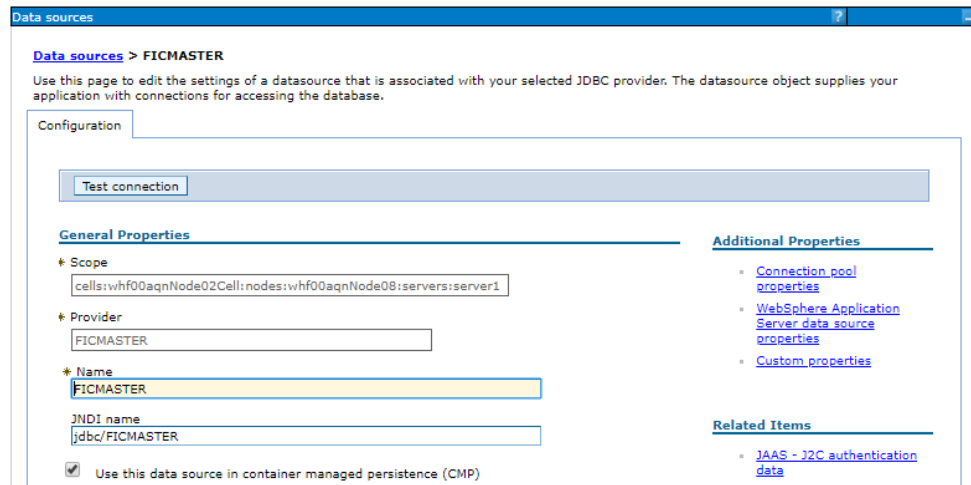 Data sources
?
Data sources > FICMASTER
Use this page to edit the settings of a datasource that is associated with your selected JDBC provider. The datasource object supplies your
application with connections for accessing the database.
Configuration
Test connection
General Properties
Scope
cells:whf00aqnNode02Cell:nodes:whf00aqnNode08:servers:server1
Provider
FICMASTER
Name
FICMASTER
JNDI name
jdbc/FICMASTER
Use this data source in container managed persistence (CMP)
Additional Properties
Connection pool
properties
WebSphere Application
Server data source
properties
Custom properties
Related Items
JAAS - J2C authentication
data